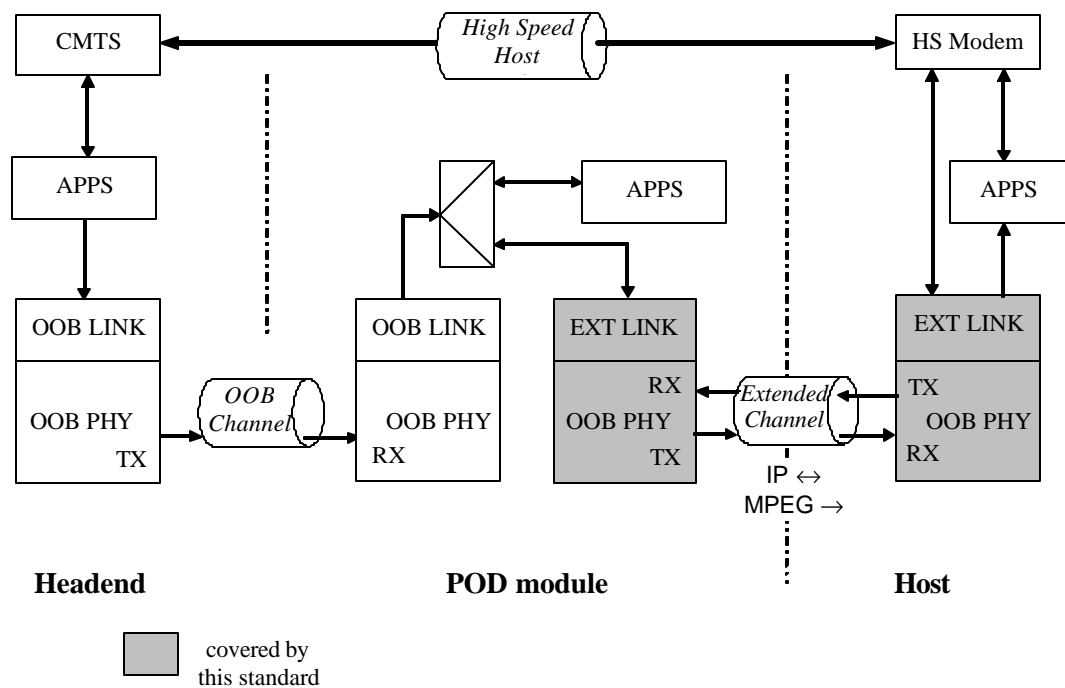 CMTS
High Speed
Host
HS Modem
APPS
APPS
APPS
OOB LINK
OOB LINK
EXT LINK
EXT LINK
OOB PHY
TX
OOB
Channel
OOB PHY
RX
RX
OOB PHY
TX
Extended
Channel
TX
OOB PHY
RX
IP ↔
MPEG →
Headend
POD module
Host
covered by
this standard